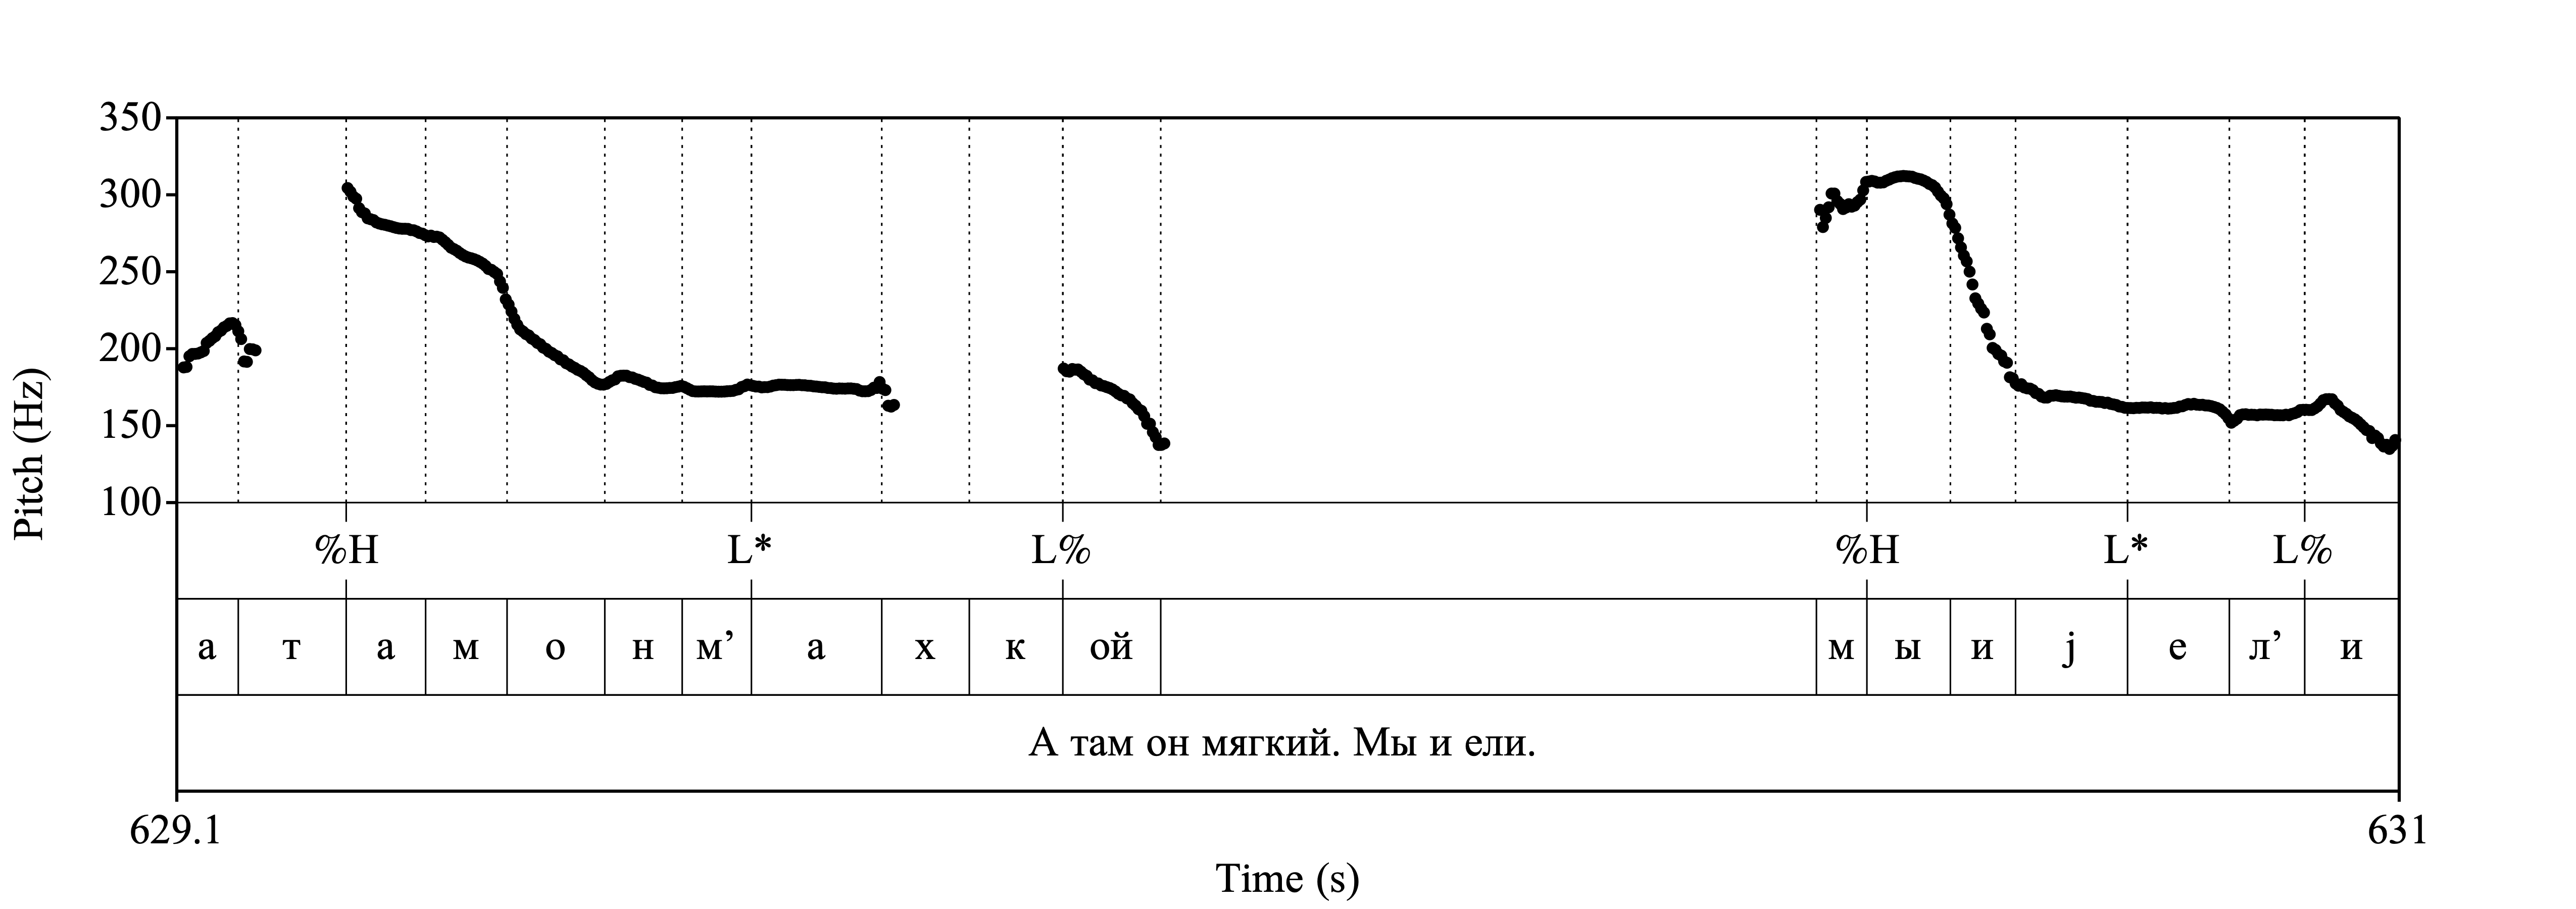 350
300
250
200
150
100
Pitch (Hz)
%H L* L% %H L* L%
а т а м о н м’ а х к ой м ы и j е л’ и
А там он мягкий. Мы и ели.
629.1 631
Time (s)